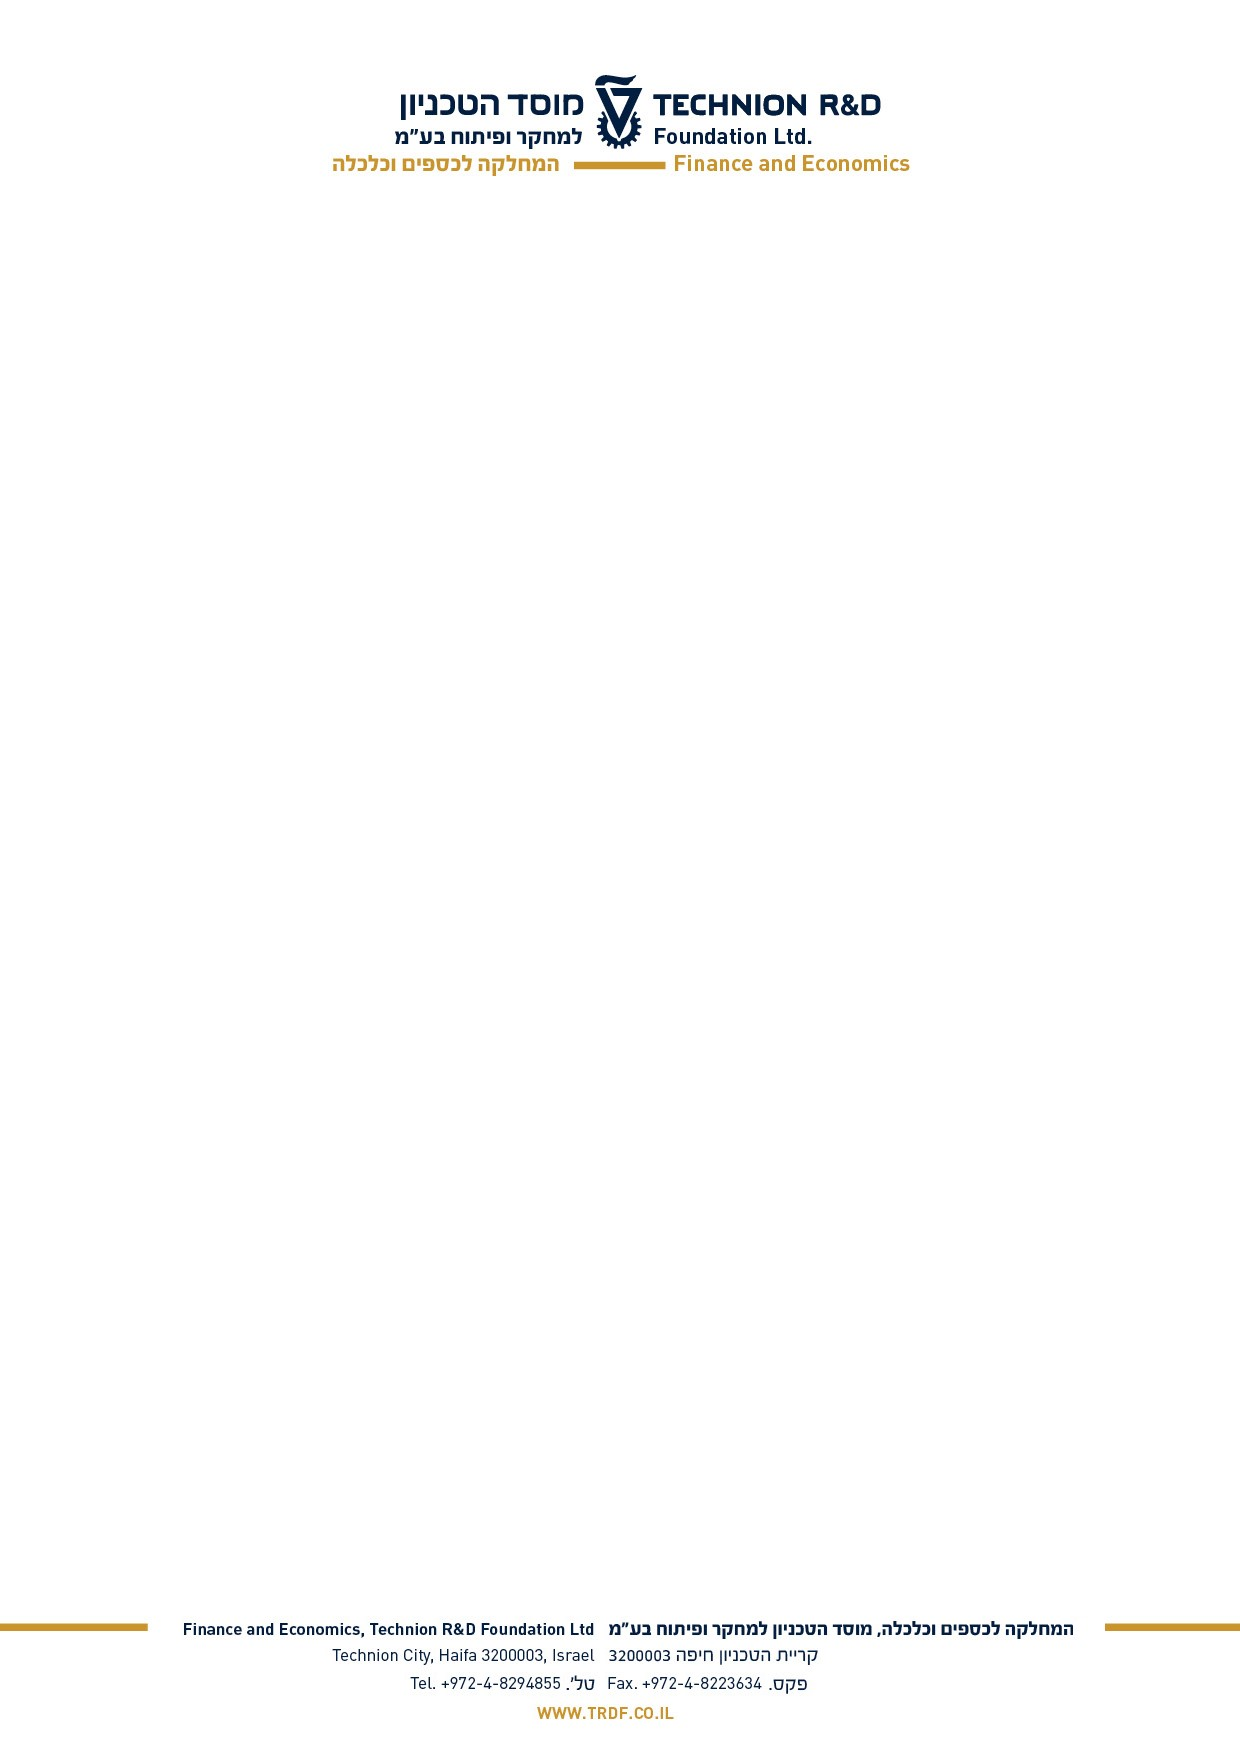 מוסד הטכניון TECHNION R&D
למחקר ופיתוח בע"מ Foundation Ltd.
המחלקה לכספים וכלכלה Finance and Economics
Finance and Economics, Technion R&D Foundation Ltd המחלקה לכספים וכלכלה, מוסד הטכניון למחקר ופיתוח בע"מ
Technion City, Haifa 3200003, Israel קריית הטכניון חיפה 3200003
Tel. +972-4-8294855 טל'. Fax. +972-4-8223634 פקס.
WWW.TRDF.CO.IL